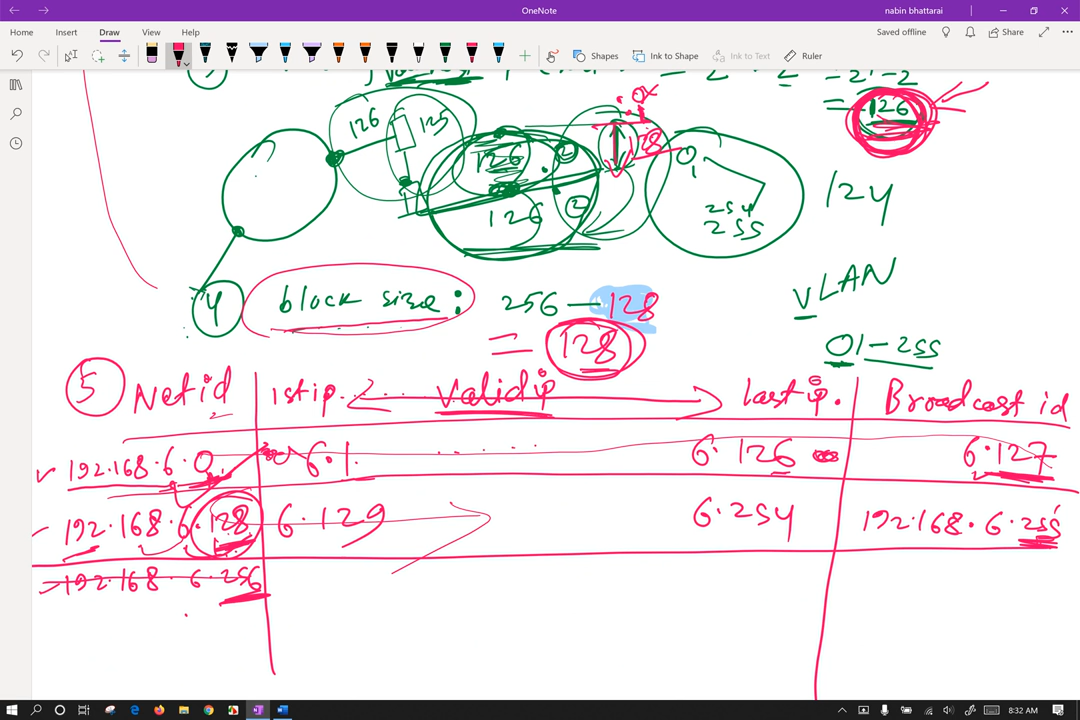 OneNote
nabin bhattarai
Home Insert Draw View Help
Saved offline
Share
Shapes
Ink to Shape
Ink to Text
Ruler
= 126
126 125
126
2
128
0
1
254
255
124
126
2
4 block size: 256 - 128
= 128
VLAN
01-255
5 Net id 1st ip. Valid ip last ip. Broadcast id
192.168.6.0 6.1 6.126 6.127
192.168.6.128 6.129 6.254 192.168.6.255
192.168.6.256
8:32 AM